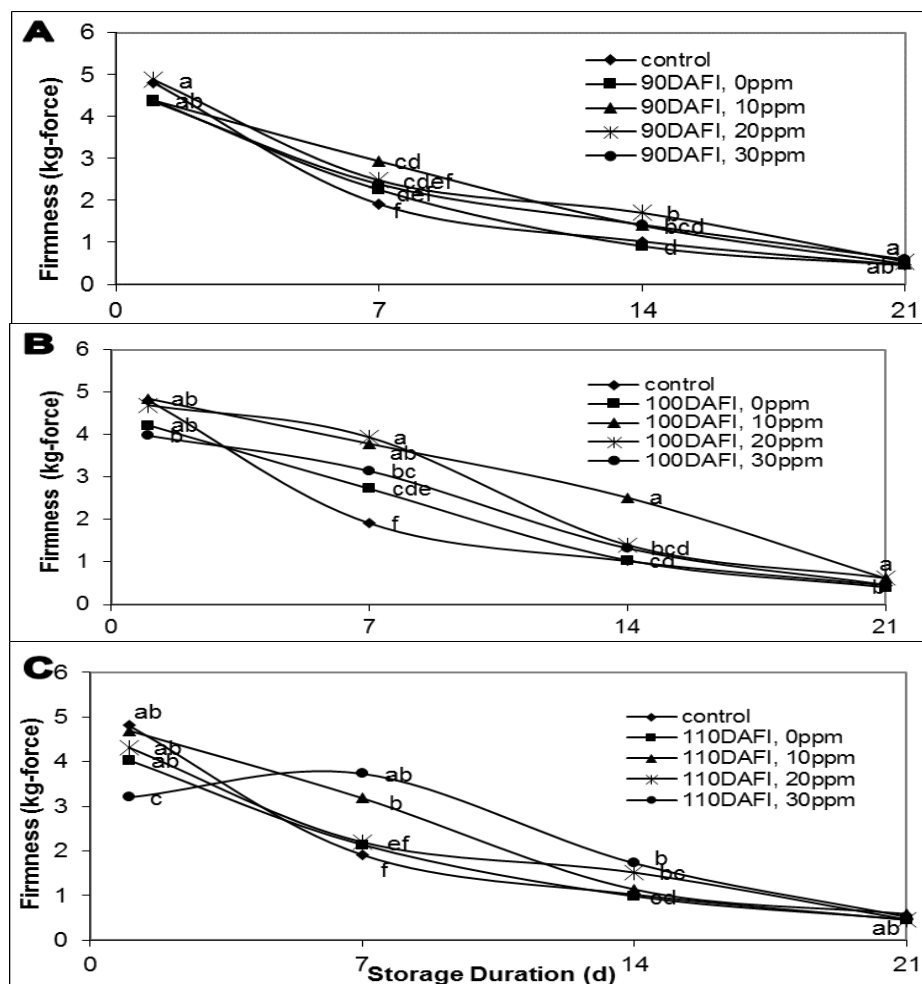 A
6
5
4
3
2
1
0
Firmness (kg-force)
control
90DAFI, 0ppm
90DAFI, 10ppm
90DAFI, 20ppm
90DAFI, 30ppm
a
ab
cd
cdef
def
f
b
bcd
d
a
ab
0 7 14 21
B
6
5
4
3
2
1
0
Firmness (kg-force)
control
100DAFI, 0ppm
100DAFI, 10ppm
100DAFI, 20ppm
100DAFI, 30ppm
ab
ab
b
a
ab
bc
cde
f
a
bcd
cd
a
b
0 7 14 21
C
6
5
4
3
2
1
0
Firmness (kg-force)
control
110DAFI, 0ppm
110DAFI, 10ppm
110DAFI, 20ppm
110DAFI, 30ppm
ab
ab
ab
c
ab
b
ef
f
b
bc
cd
ab
0 7 14 21
Storage Duration (d)